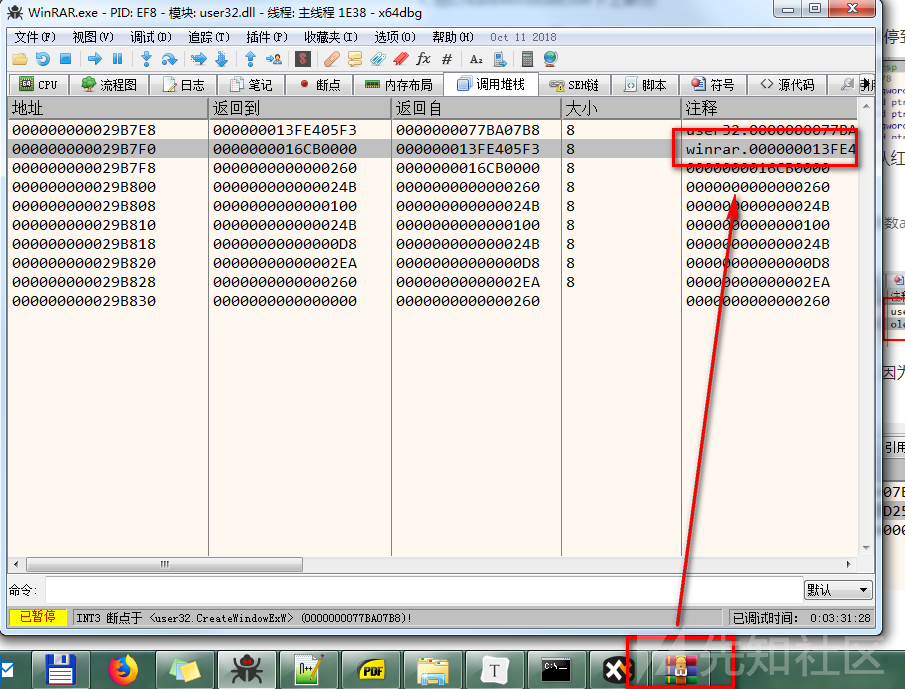 WinRAR.exe - PID: EF8 - 模块: user32.dll - 线程: 主线程 1E38 - x64dbg
文件(F) 视图(V) 调试(D) 追踪(T) 插件(P) 收藏夹(I) 选项(O) 帮助(H) Oct 11 2018
CPU 流程图 日志 笔记 断点 内存布局 调用堆栈 SEH链 脚本 符号 源代码
地址 返回到 返回自 大小 注释
000000000029B7E8 000000013FE405F3 0000000077BA07B8 8 user32.0000000077BA
000000000029B7F0 0000000016CB0000 000000013FE405F3 8 winrar.000000013FE4
000000000029B7F8 0000000000000260 0000000016CB0000 8 0000000016CB0000
000000000029B800 000000000000024B 0000000000000260 8 0000000000000260
000000000029B808 0000000000000100 000000000000024B 8 000000000000024B
000000000029B810 000000000000024B 0000000000000100 8 0000000000000100
000000000029B818 00000000000000D8 000000000000024B 8 000000000000024B
000000000029B820 00000000000002EA 00000000000000D8 8 00000000000000D8
000000000029B828 0000000000000260 00000000000002EA 8 00000000000002EA
000000000029B830 0000000000000000 0000000000000260 0000000000000260
命令: 默认
已暂停 INT3 断点于 <user32.CreateWindowExW> (0000000077BA07B8)! 已调试时间: 0:03:31:28
PDF T
先知社区